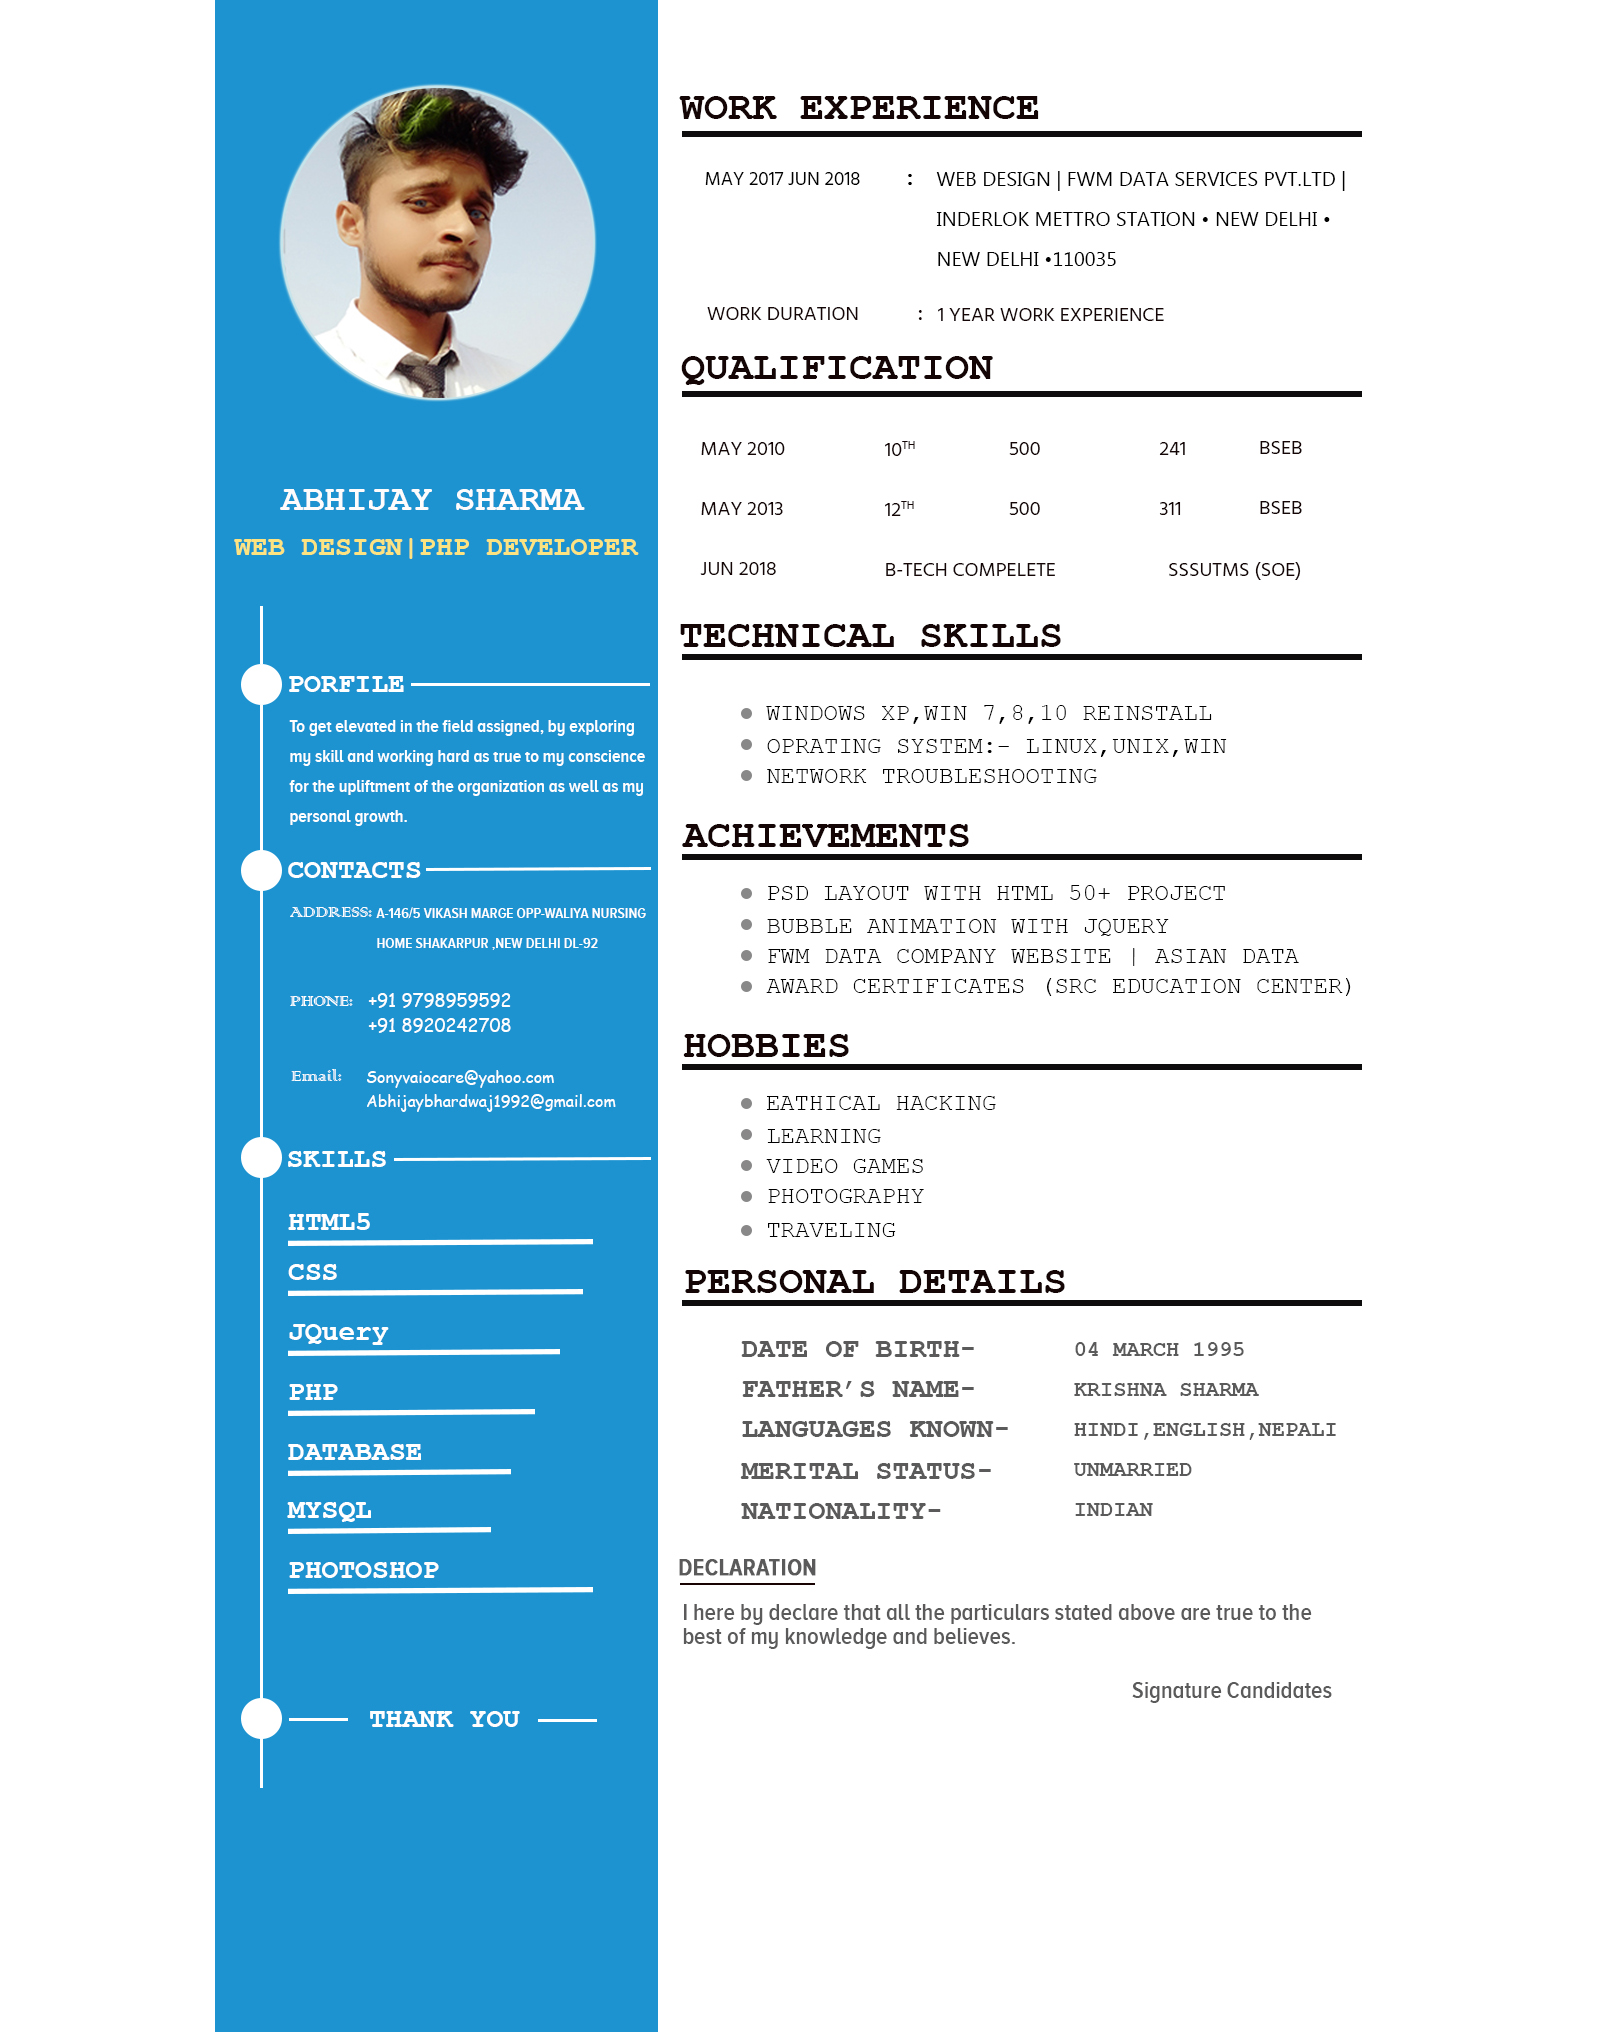 ABHIJAY SHARMA
WEB DESIGN|PHP DEVELOPER
PORFILE
To get elevated in the field assigned, by exploring
my skill and working hard as true to my conscience
for the upliftment of the organization as well as my
personal growth.
CONTACTS
ADDRESS: A-146/5 VIKASH MARGE OPP-WALIYA NURSING
HOME SHAKARPUR ,NEW DELHI DL-92
PHONE: +91 9798959592
+91 8920242708
Email: Sonyvaiocare@yahoo.com
Abhijaybhardwaj1992@gmail.com
SKILLS
HTML5
CSS
JQuery
PHP
DATABASE
MYSQL
PHOTOSHOP
THANK YOU
WORK EXPERIENCE
MAY 2017 JUN 2018 : WEB DESIGN | FWM DATA SERVICES PVT.LTD |
INDERLOK METTRO STATION • NEW DELHI •
NEW DELHI •110035
WORK DURATION : 1 YEAR WORK EXPERIENCE
QUALIFICATION
MAY 2010 10TH 500 241 BSEB
MAY 2013 12TH 500 311 BSEB
JUN 2018 B-TECH COMPELETE SSSUTMS (SOE)
TECHNICAL SKILLS
● WINDOWS XP,WIN 7,8,10 REINSTALL
● OPRATING SYSTEM:- LINUX,UNIX,WIN
● NETWORK TROUBLESHOOTING
ACHIEVEMENTS
● PSD LAYOUT WITH HTML 50+ PROJECT
● BUBBLE ANIMATION WITH JQUERY
● FWM DATA COMPANY WEBSITE | ASIAN DATA
● AWARD CERTIFICATES (SRC EDUCATION CENTER)
HOBBIES
● EATHICAL HACKING
● LEARNING
● VIDEO GAMES
● PHOTOGRAPHY
● TRAVELING
PERSONAL DETAILS
DATE OF BIRTH- 04 MARCH 1995
FATHER’S NAME- KRISHNA SHARMA
LANGUAGES KNOWN- HINDI,ENGLISH,NEPALI
MERITAL STATUS- UNMARRIED
NATIONALITY- INDIAN
DECLARATION
I here by declare that all the particulars stated above are true to the
best of my knowledge and believes.
Signature Candidates